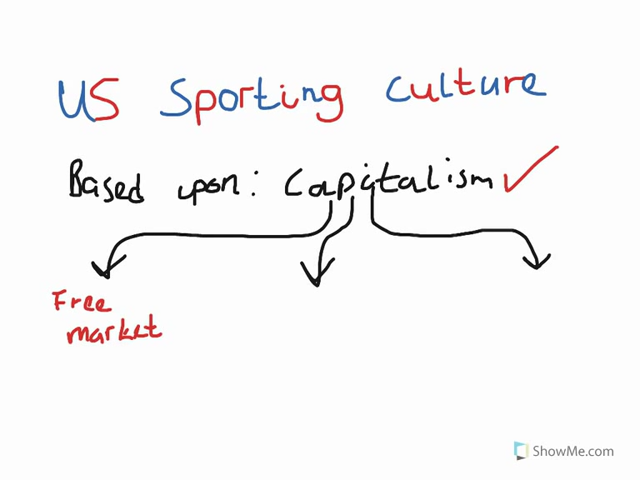 US Sporting Culture
Based upon: Capitalism
Free
market
ShowMe.com